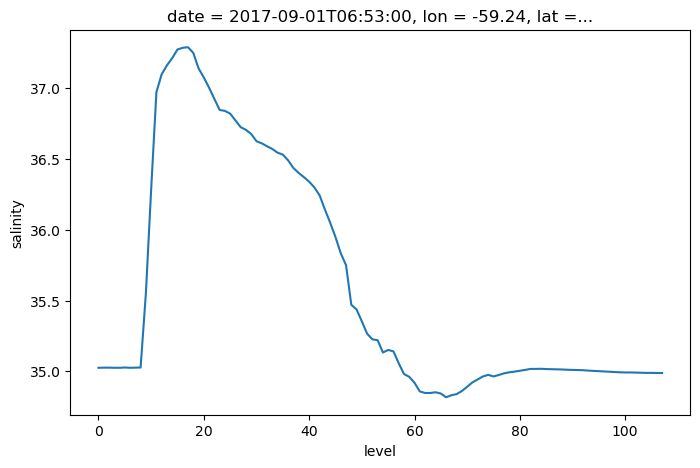 date = 2017-09-01T06:53:00, lon = -59.24, lat =...
37.0
36.5
36.0
35.5
35.0
salinity
0 20 40 60 80 100
level